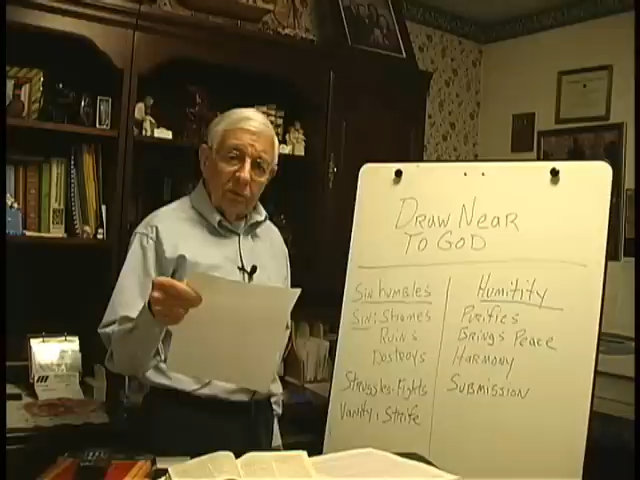 Draw Near
To GOD
Sin humbles
Sin: Shames
Ruins
Destroys
Struggles-Fights
Vanity, Strife
Humitity
Purifies
Brings Peace
Harmony
Submission